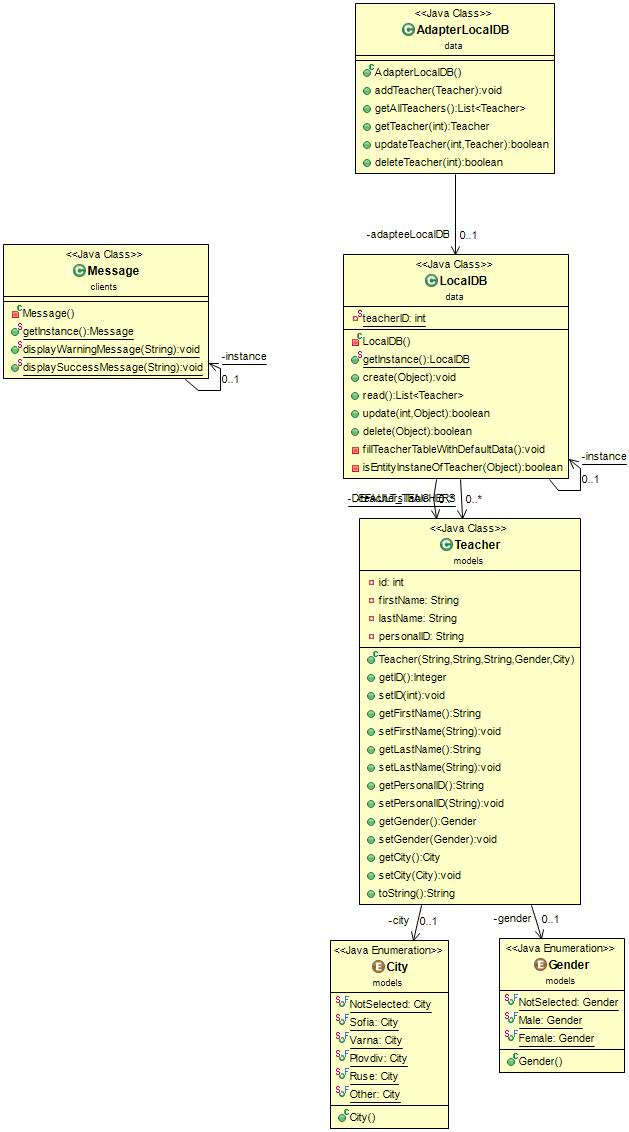 <<Java Class>>
AdapterLocalDB
data
AdapterLocalDB()
addTeacher(Teacher):void
getAllTeachers():List<Teacher>
getTeacher(int):Teacher
updateTeacher(int,Teacher):boolean
deleteTeacher(int):boolean
-adapteeLocalDB
0..1
<<Java Class>>
Message
clients
Message()
getInstance():Message
displayWarningMessage(String):void
displaySuccessMessage(String):void
-instance
0..1
<<Java Class>>
LocalDB
data
teacherID: int
LocalDB()
getInstance():LocalDB
create(Object):void
read():List<Teacher>
update(int,Object):boolean
delete(Object):boolean
fillTeacherTableWithDefaultData():void
isEntityInstaneOfTeacher(Object):boolean
-instance
0..1
0..*
<<Java Class>>
Teacher
models
id: int
firstName: String
lastName: String
personalID: String
Teacher(String,String,String,Gender,City)
getID():Integer
setID(int):void
getFirstName():String
setFirstName(String):void
getLastName():String
setLastName(String):void
getPersonalID():String
setPersonalID(String):void
getGender():Gender
setGender(Gender):void
getCity():City
setCity(City):void
toString():String
-city
0..1
-gender
0..1
<<Java Enumeration>>
City
models
NotSelected: City
Sofia: City
Varna: City
Plovdiv: City
Ruse: City
Other: City
City()
<<Java Enumeration>>
Gender
models
NotSelected: Gender
Male: Gender
Female: Gender
Gender()